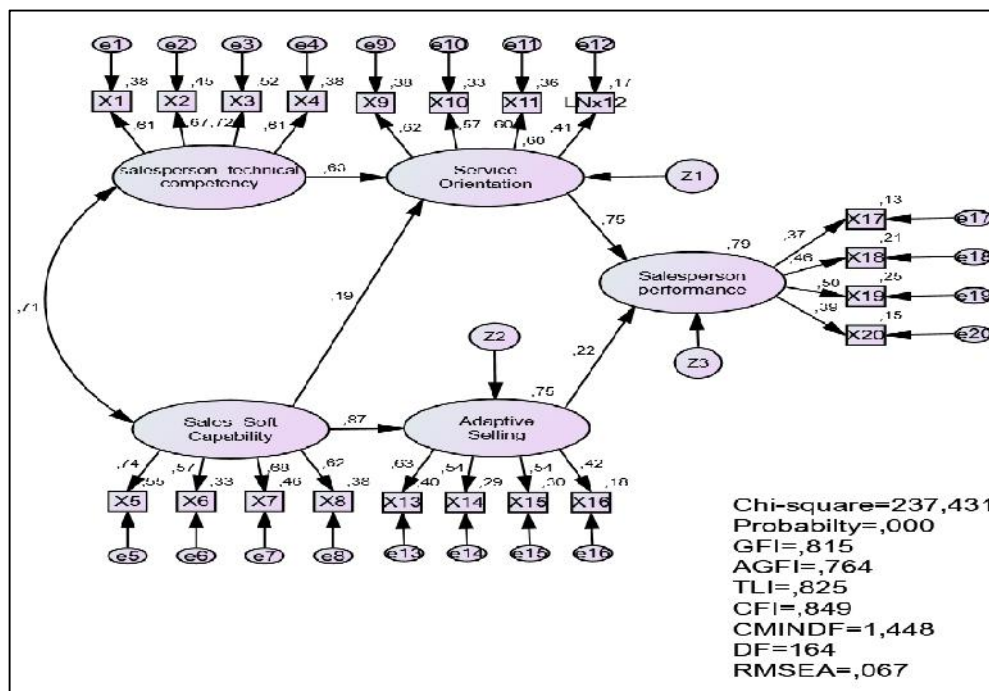 e1 e2 e3 e4 e9 e10 e11 e12
,38 ,45 ,52 ,38 ,38 ,33 ,36 ,17
X1 X2 X3 X4 X9 X10 X11 LNx12
,61 ,67 ,72 ,61 ,62 ,57 ,60 ,41
,60
salesperson technical
competency
,63
Service
Orientation
Z1
,75
,13
X17 e17
,37
,21
X18 e18
,46
,79
Salesperson
performance
,25
X19 e19
,50
,15
X20 e20
,39
Z3
,71
,19
Z2
,22
,75
Sales Soft
Capability
,87
Adaptive
Selling
,74 ,57 ,68 ,62 ,63 ,54 ,54 ,42
X5 ,55 X6 ,33 X7 ,46 X8 ,38 X13 ,40 X14 ,29 X15 ,30 X16 ,18
e5 e6 e7 e8 e13 e14 e15 e16
Chi-square=237,431
Probabilty=,000
GFI=,815
AGFI=,764
TLI=,825
CFI=,849
CMINDF=1,448
DF=164
RMSEA=,067